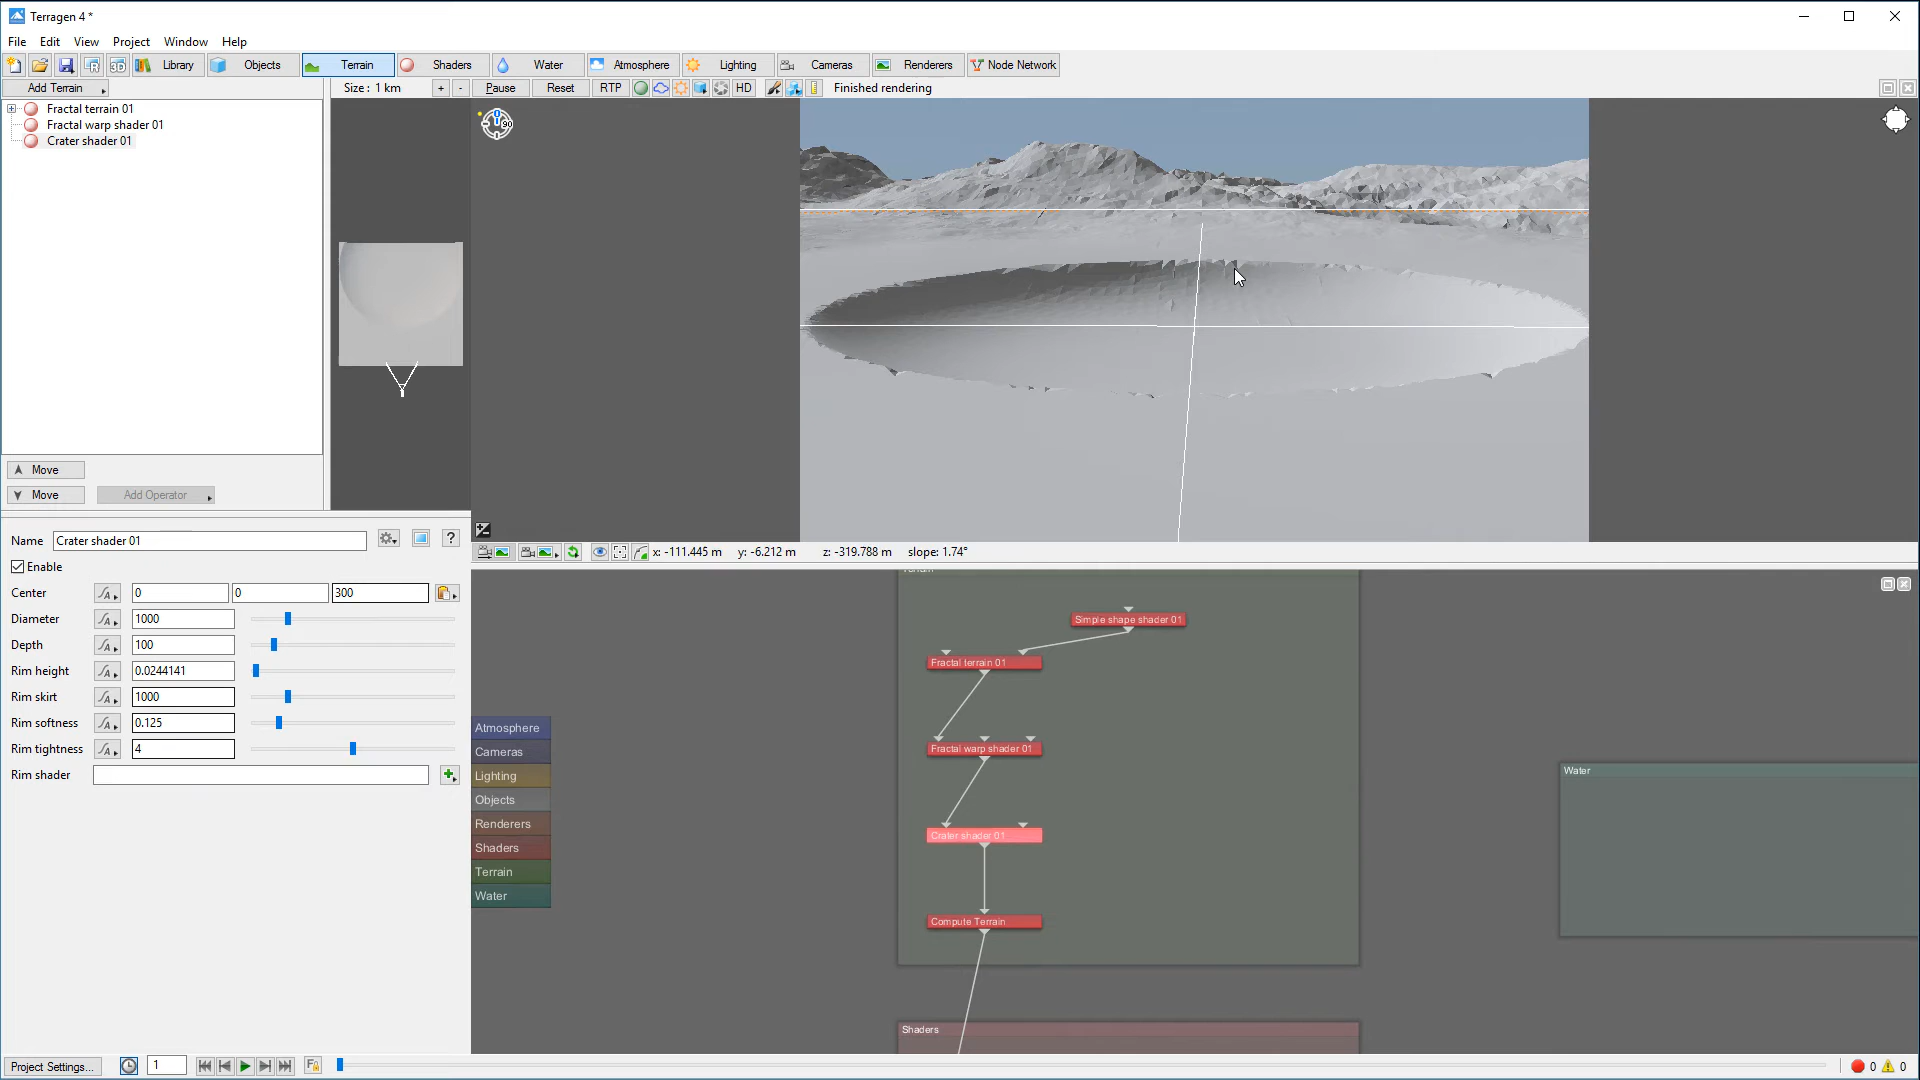 Terragen 4 *
File Edit View Project Window Help
Library Objects Terrain Shaders Water Atmosphere Lighting Cameras Renderers Node Network
Add Terrain
Size : 1 km + - Pause Reset RTP HD Finished rendering
Fractal terrain 01
Fractal warp shader 01
Crater shader 01
Move
Move Add Operator
Name Crater shader 01 ?
x: -111.445 m y: -6.212 m z: -319.788 m slope: 1.74°
Enable
Center 0 0 300
Diameter 1000
Depth 100
Rim height 0.0244141
Rim skirt 1000
Rim softness 0.125
Rim tightness 4
Rim shader
Simple shape shader 01
Fractal terrain 01
Fractal warp shader 01
Crater shader 01
Compute Terrain
Shaders
Water
Atmosphere
Cameras
Lighting
Objects
Renderers
Shaders
Terrain
Water
Project Settings... 1 0 0